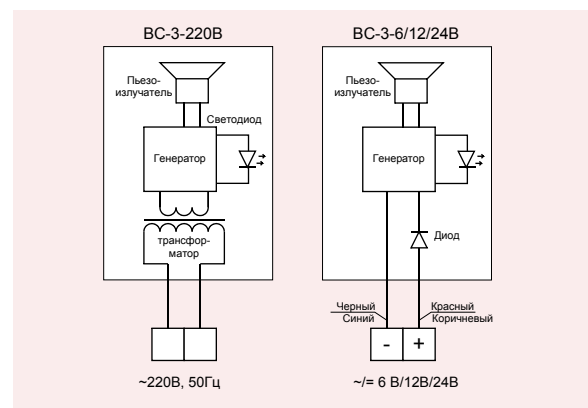 ВС-3-220В
Пьезо-
излучатель
Светодиод
Генератор
трансфор-
матор
~220В, 50Гц
ВС-3-6/12/24В
Пьезо-
излучатель
Генератор
Диод
Черный
Синий
Красный
Коричневый
- +
~/= 6 В/12В/24В